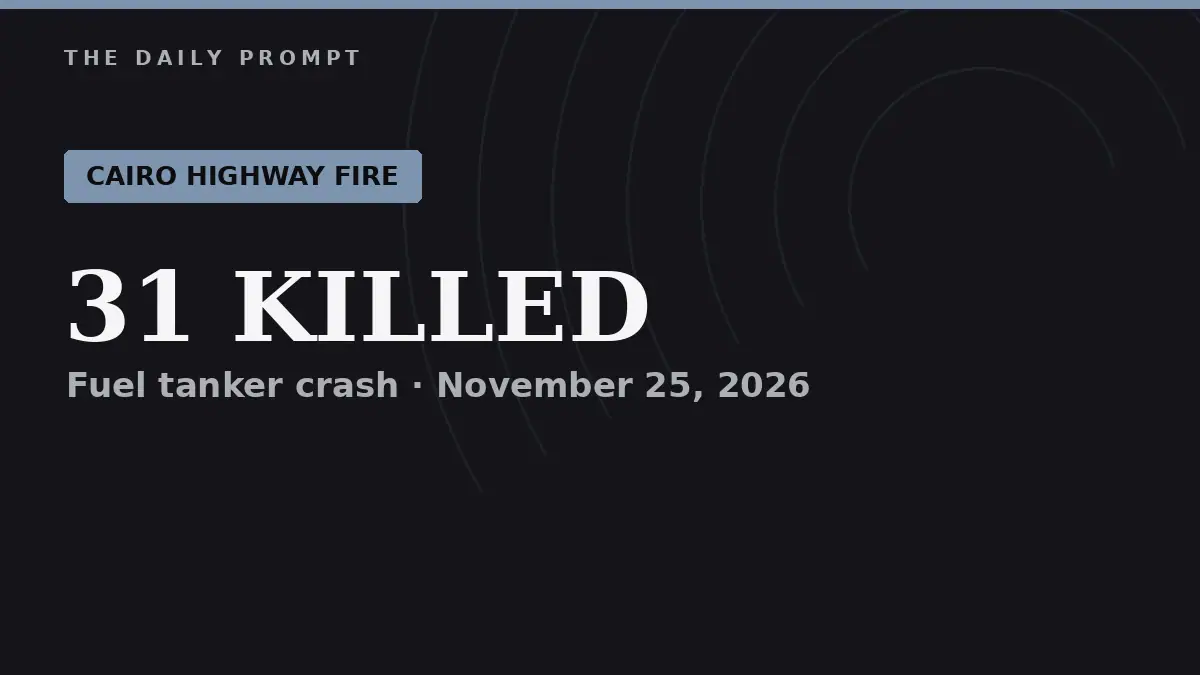 THE DAILY PROMPT
CAIRO HIGHWAY FIRE
31 KILLED
Fuel tanker crash · November 25, 2026